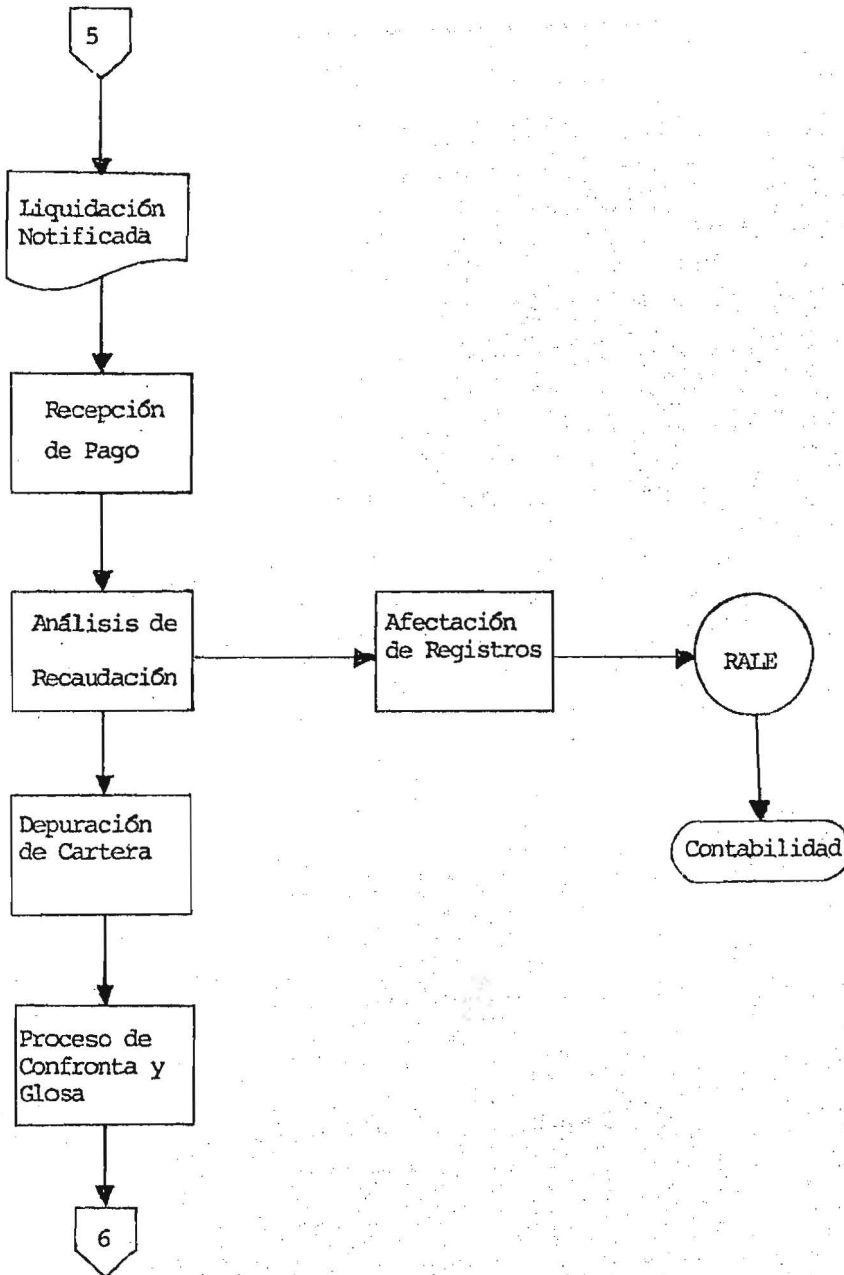 5
Liquidación
Notificada
Recepción
de Pago
Análisis de
Recaudación
Afectación
de Registros
RALE
Contabilidad
Depuración
de Cartera
Proceso de
Confronta y
Glosa
6